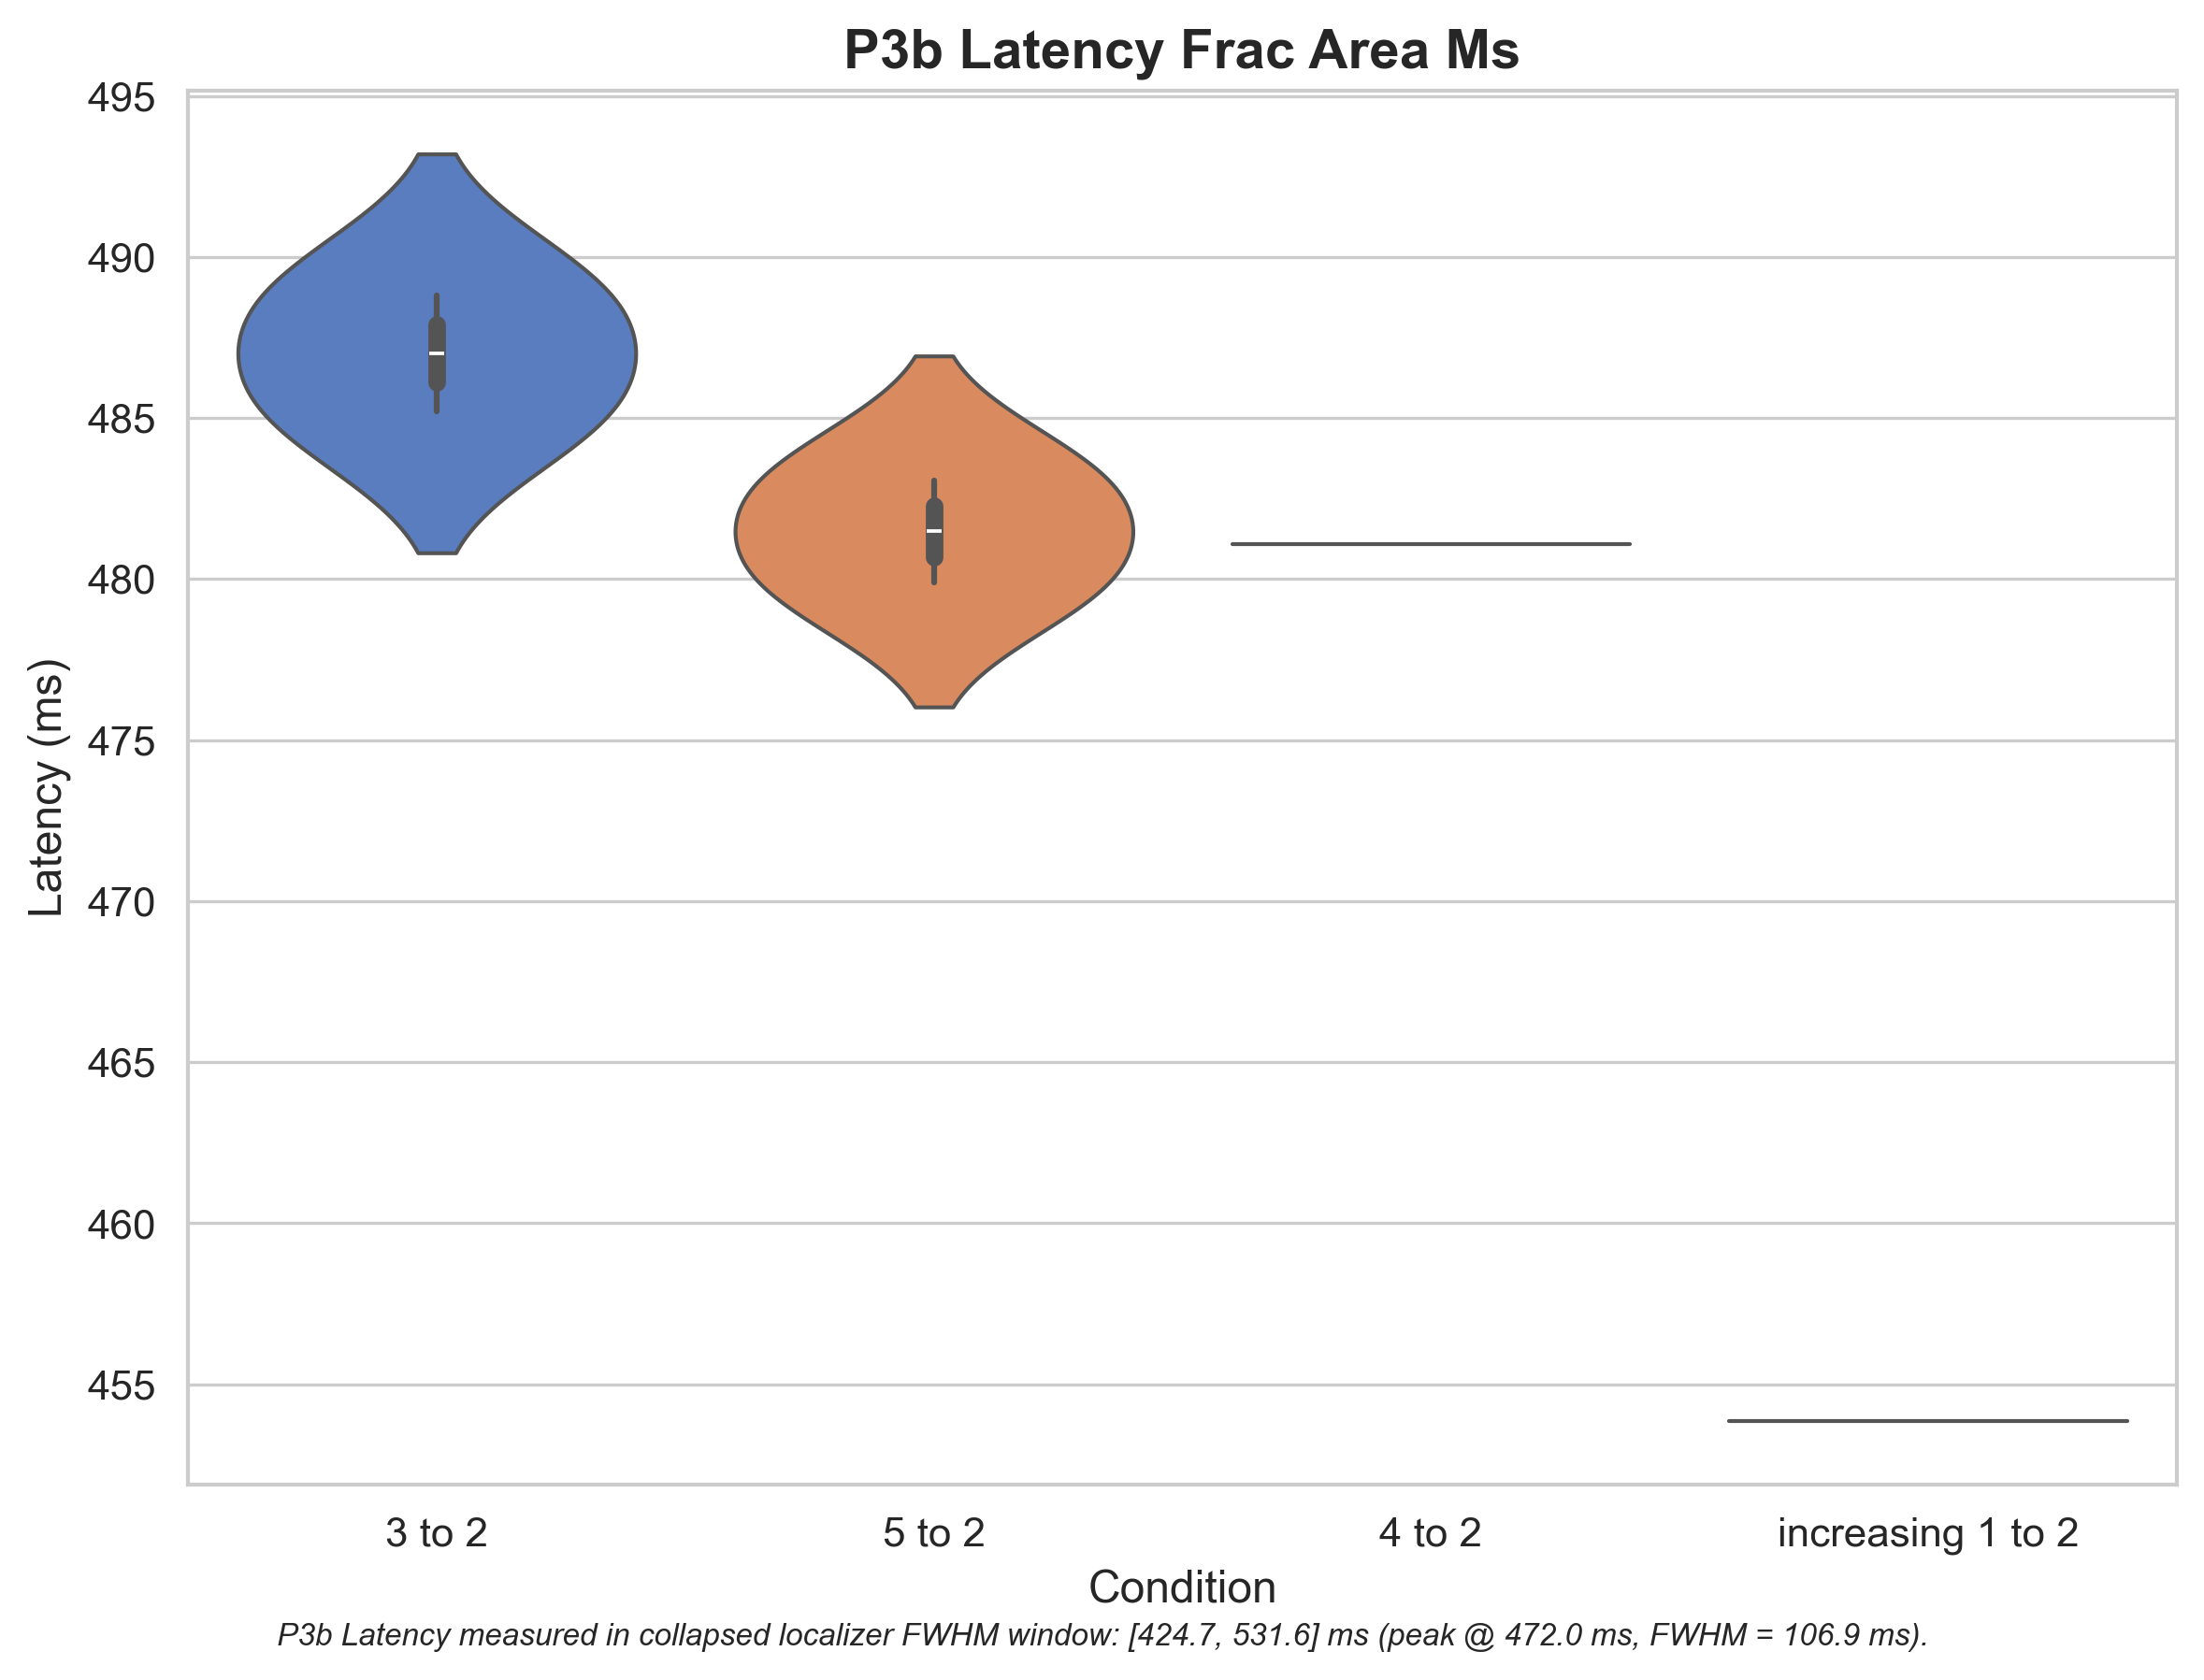 P3b Latency Frac Area Ms
495
490
485
480
475
470
465
460
455
Latency (ms)
3 to 2
5 to 2
4 to 2
increasing 1 to 2
Condition
P3b Latency measured in collapsed localizer FWHM window: [424.7, 531.6] ms (peak @ 472.0 ms, FWHM = 106.9 ms).